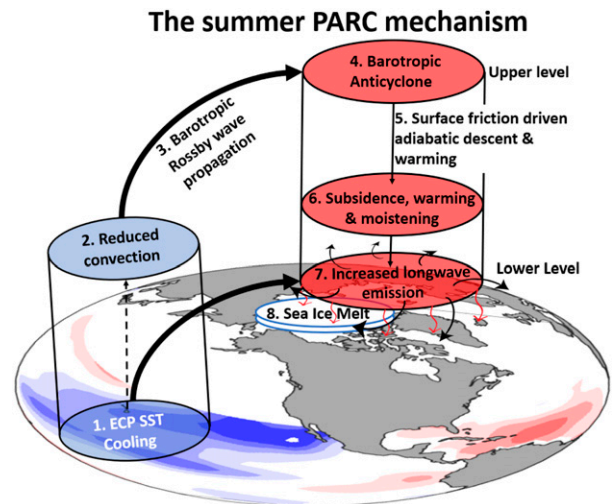 The summer PARC mechanism
4. Barotropic
Anticyclone
Upper level
3. Barotropic
Rossby wave
propagation
5. Surface friction driven
adiabatic descent &
warming
6. Subsidence, warming
& moistening
2. Reduced
convection
7. Increased longwave
emission
Lower Level
8. Sea Ice Melt
1. ECP SST
Cooling